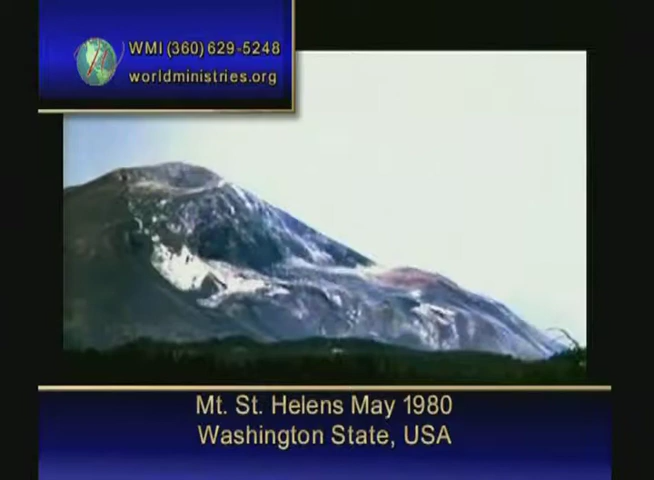 WMI (360) 629-5248
worldministries.org
Mt. St. Helens May 1980
Washington State, USA